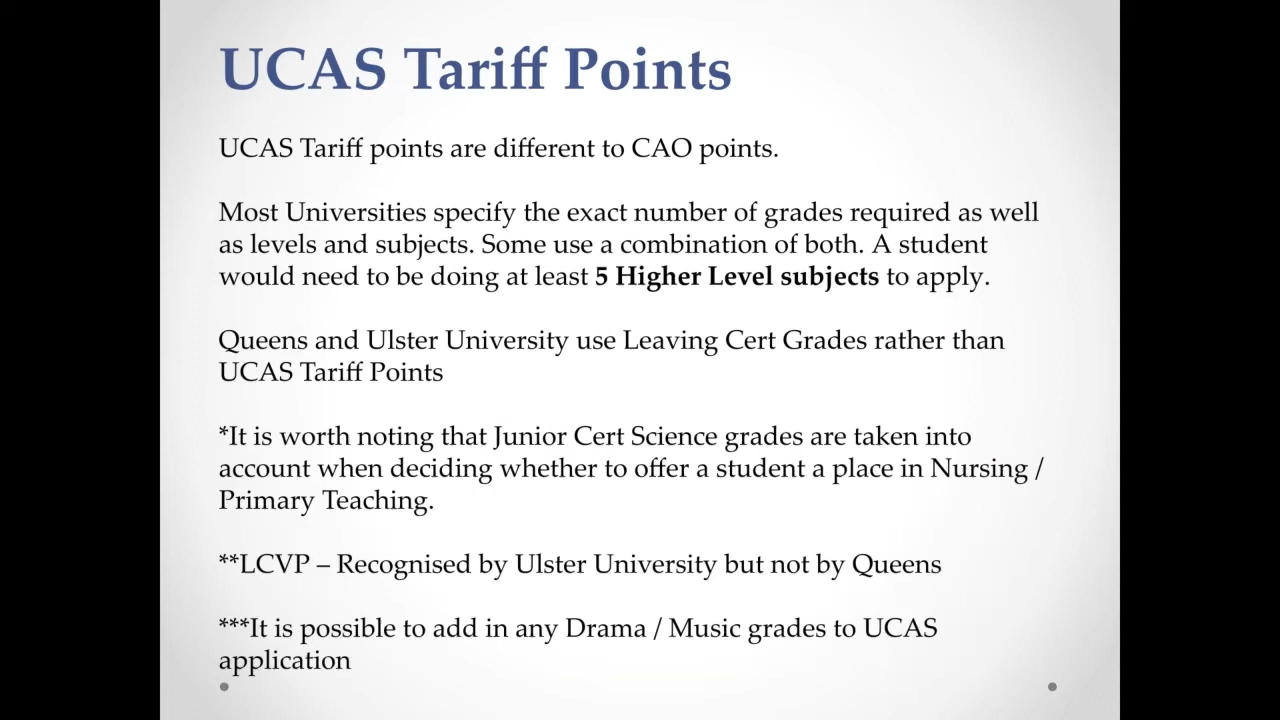 UCAS Tariff Points
UCAS Tariff points are different to CAO points.
Most Universities specify the exact number of grades required as well
as levels and subjects. Some use a combination of both. A student
would need to be doing at least 5 Higher Level subjects to apply.
Queens and Ulster University use Leaving Cert Grades rather than
UCAS Tariff Points
*It is worth noting that Junior Cert Science grades are taken into
account when deciding whether to offer a student a place in Nursing /
Primary Teaching.
**LCVP – Recognised by Ulster University but not by Queens
***It is possible to add in any Drama / Music grades to UCAS
application